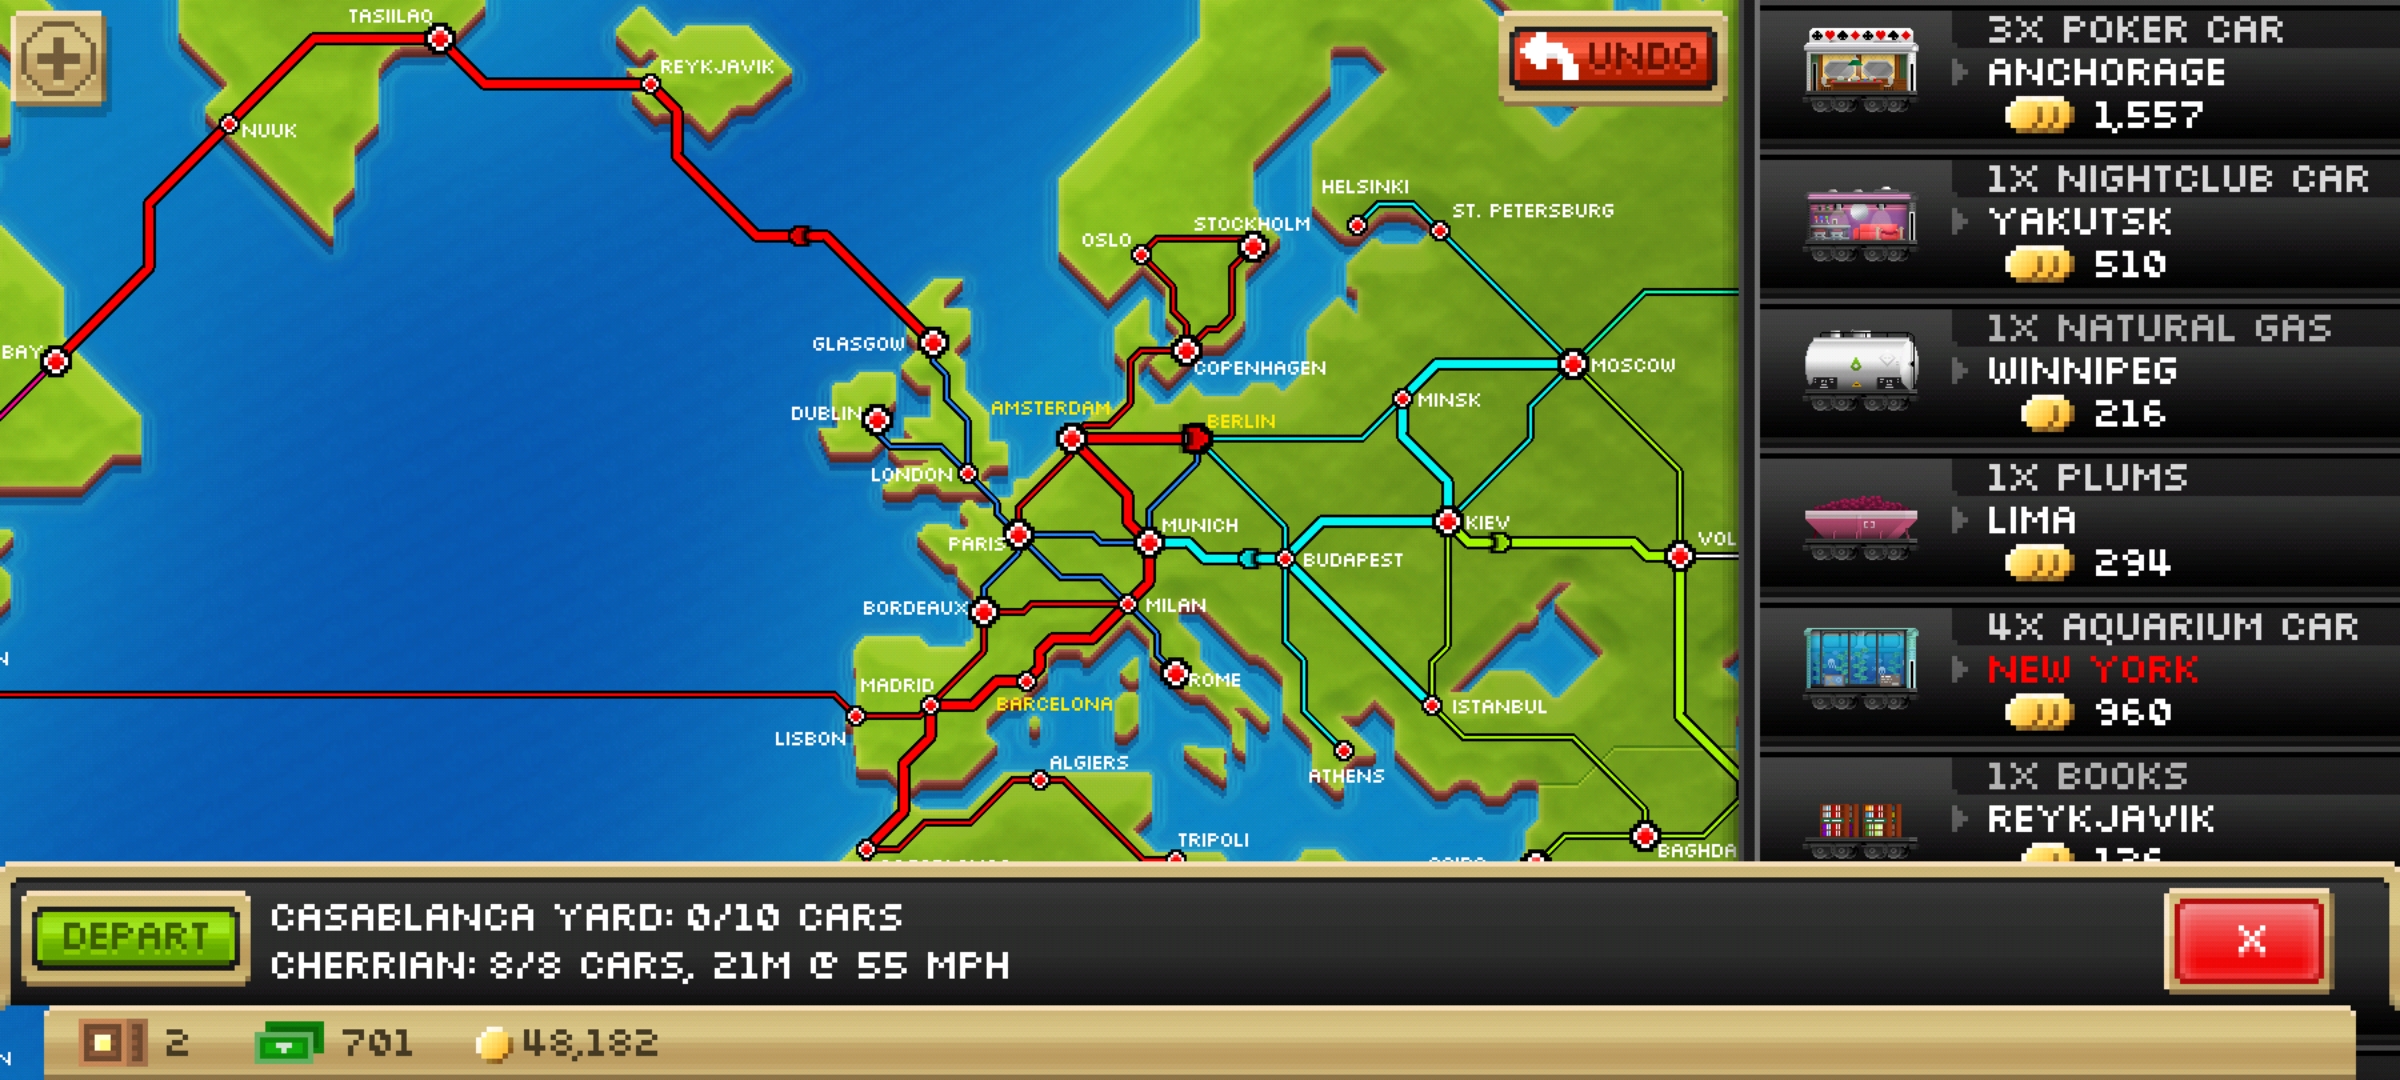 TASIILAQ
REYKJAVIK
NUUK
UNDO
HELSINKI
ST. PETERSBURG
OSLO
STOCKHOLM
GLASGOW
BAY
COPENHAGEN
MOSCOW
DUBLIN
AMSTERDAM
BERLIN
MINSK
LONDON
PARIS
MUNICH
KIEV
VOL
BUDAPEST
BORDEAUX
MILAN
N
MADRID
BARCELONA
ROME
ISTANBUL
LISBON
ALGIERS
ATHENS
TRIPOLI
BAGHDA
3X POKER CAR
ANCHORAGE
1,557
1X NIGHTCLUB CAR
YAKUTSK
510
1X NATURAL GAS
WINNIPEG
216
1X PLUMS
LIMA
294
4X AQUARIUM CAR
NEW YORK
960
1X BOOKS
REYKJAVIK
DEPART
CASABLANCA YARD: 0/10 CARS
CHERRIAN: 8/8 CARS, 21M @ 55 MPH
X
2
701
48,182
N